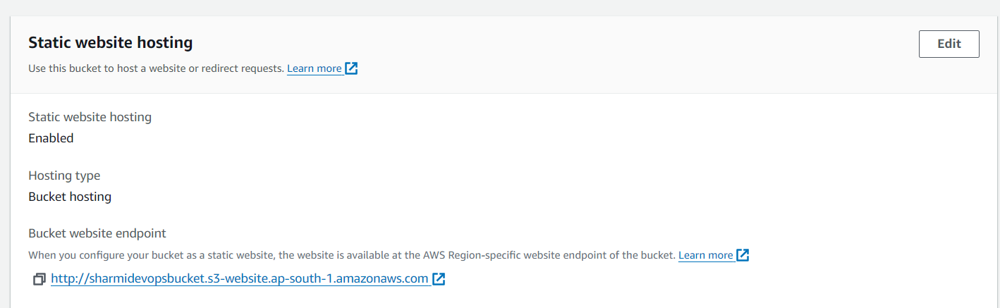 Static website hosting
Edit
Use this bucket to host a website or redirect requests. Learn more
Static website hosting
Enabled
Hosting type
Bucket hosting
Bucket website endpoint
When you configure your bucket as a static website, the website is available at the AWS Region-specific website endpoint of the bucket. Learn more
http://sharmidevopsbucket.s3-website.ap-south-1.amazonaws.com